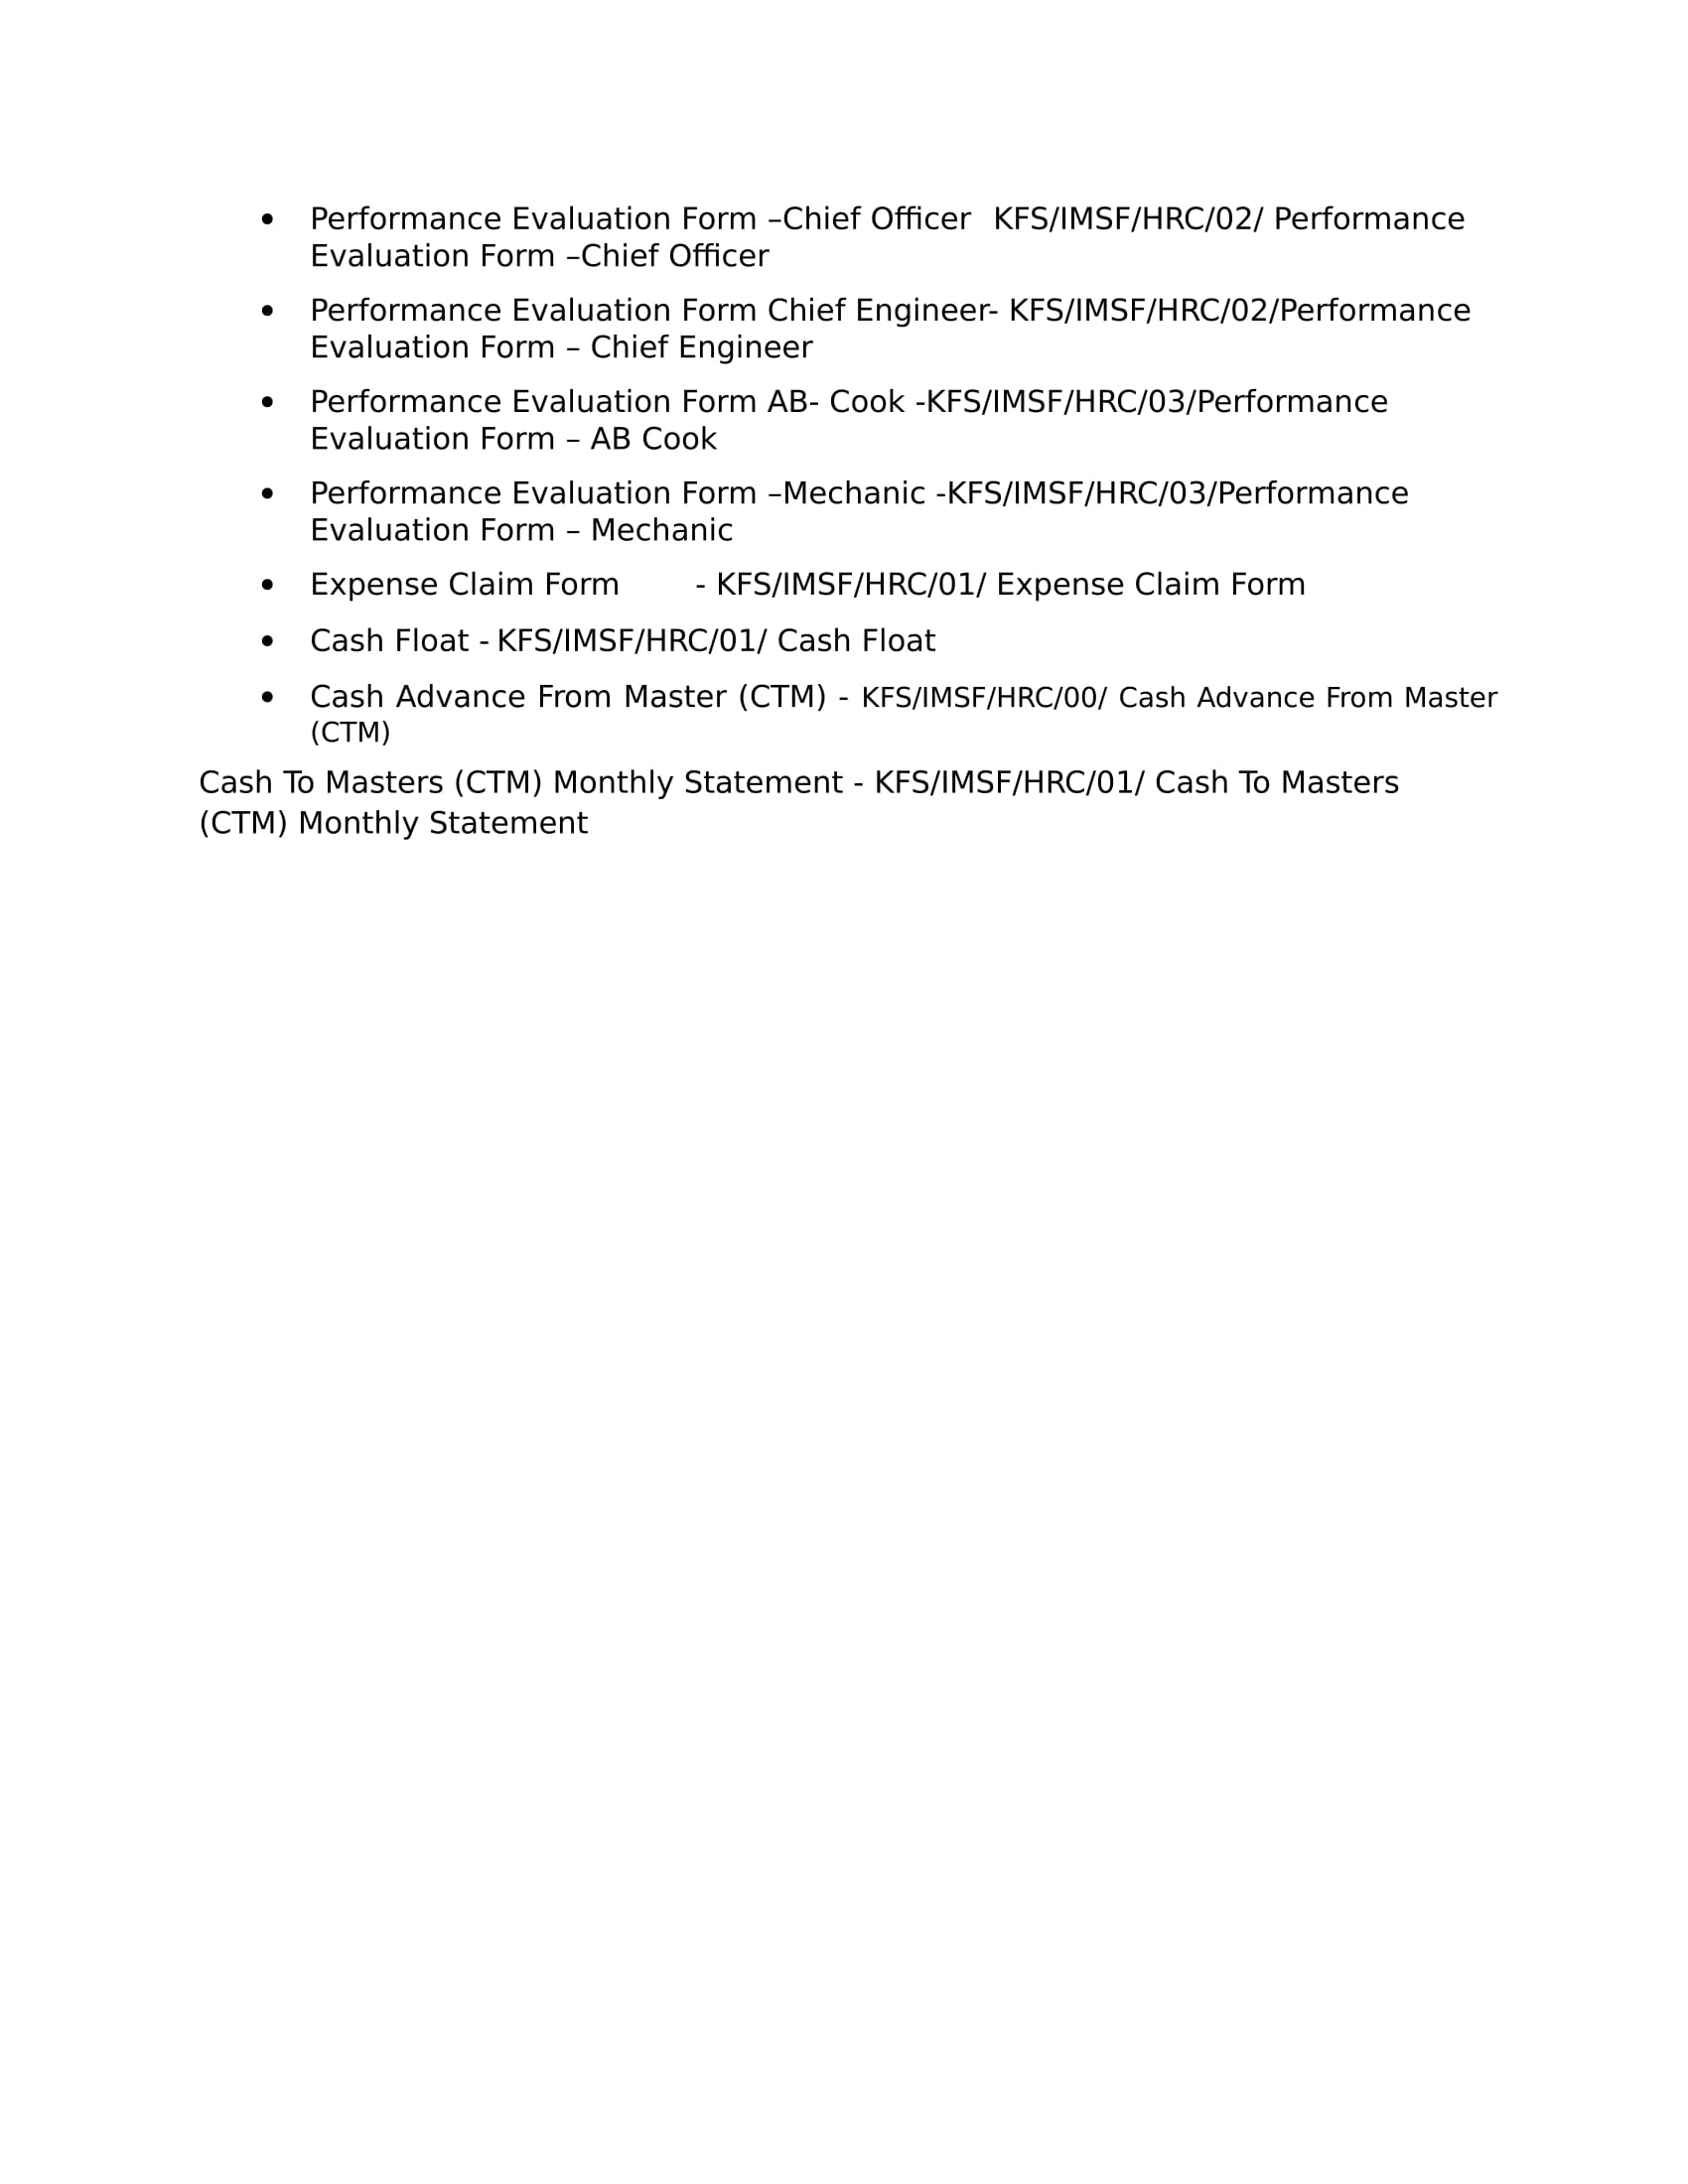 • Performance Evaluation Form –Chief Officer KFS/IMSF/HRC/02/ Performance
Evaluation Form –Chief Officer
• Performance Evaluation Form Chief Engineer- KFS/IMSF/HRC/02/Performance
Evaluation Form – Chief Engineer
• Performance Evaluation Form AB- Cook -KFS/IMSF/HRC/03/Performance
Evaluation Form – AB Cook
• Performance Evaluation Form –Mechanic -KFS/IMSF/HRC/03/Performance
Evaluation Form – Mechanic
• Expense Claim Form - KFS/IMSF/HRC/01/ Expense Claim Form
• Cash Float - KFS/IMSF/HRC/01/ Cash Float
• Cash Advance From Master (CTM) - KFS/IMSF/HRC/00/ Cash Advance From Master
(CTM)
Cash To Masters (CTM) Monthly Statement - KFS/IMSF/HRC/01/ Cash To Masters
(CTM) Monthly Statement